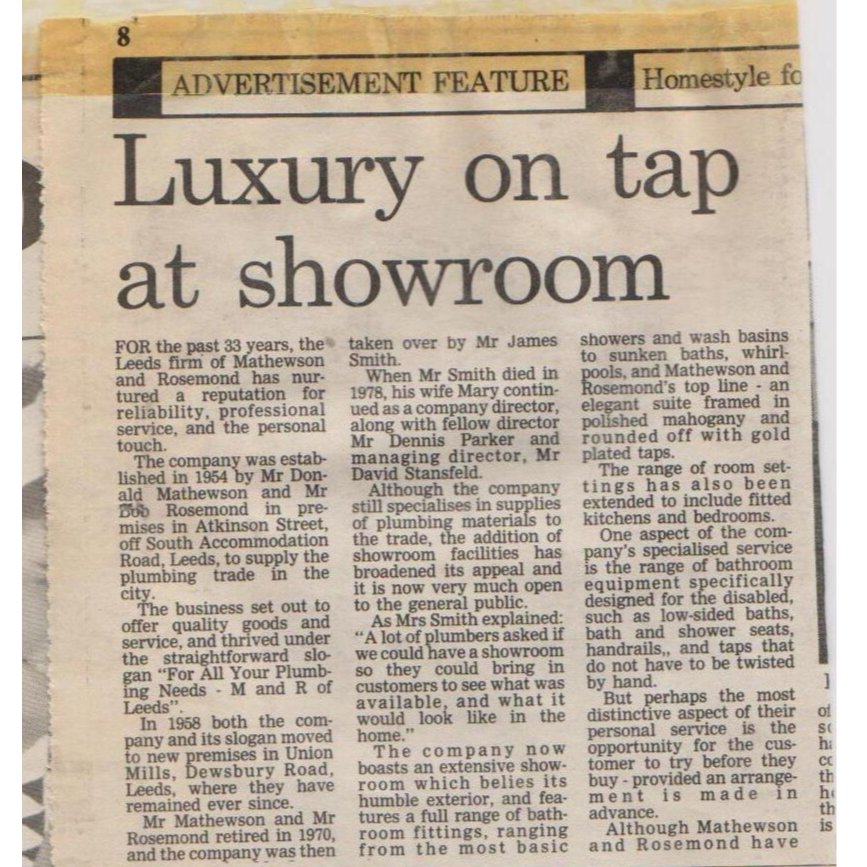 8
ADVERTISEMENT FEATURE
Homestyle fo
Luxury on tap
at showroom
FOR the past 33 years, the
Leeds firm of Mathewson
and Rosemond has nur-
tured a reputation for
reliability, professional
service, and the personal
touch.
The company was estab-
lished in 1954 by Mr Don-
ald Mathewson and Mr
Bob Rosemond in pre-
mises in Atkinson Street,
off South Accommodation
Road, Leeds, to supply the
plumbing trade in the
city.
The business set out to
offer quality goods and
service, and thrived under
the straightforward slo-
gan "For All Your Plumb-
ing Needs - M and R of
Leeds".
In 1958 both the com-
pany and its slogan moved
to new premises in Union
Mills, Dewsbury Road,
Leeds, where they have
remained ever since.
Mr Mathewson and Mr
Rosemond retired in 1970,
and the company was then
taken over by Mr James
Smith.
When Mr Smith died in
1978, his wife Mary contin-
ued as a company director,
along with fellow director
Mr Dennis Parker and
managing director, Mr
David Stansfeld.
Although the company
still specialises in supplies
of plumbing materials to
the trade, the addition of
showroom facilities has
broadened its appeal and
it is now very much open
to the general public.
As Mrs Smith explained:
"A lot of plumbers asked if
we could have a showroom
so they could bring in
customers to see what was
available, and what it
would look like in the
home."
The company now
boasts an extensive show-
room which belies its
humble exterior, and fea-
tures a full range of bath-
room fittings, ranging
from the most basic
showers and wash basins
to sunken baths, whirl-
pools, and Mathewson and
Rosemond's top line - an
elegant suite framed in
polished mahogany and
rounded off with gold
plated taps.
The range of room set-
tings has also been
extended to include fitted
kitchens and bedrooms.
One aspect of the com-
pany's specialised service
is the range of bathroom
equipment specifically
designed for the disabled,
such as low-sided baths,
bath and shower seats,
handrails,, and taps that
do not have to be twisted
by hand.
But perhaps the most
distinctive aspect of their
personal service is the
opportunity for the cus-
tomer to try before they
buy - provided an arrange-
ment is made in
advance.
Although Mathewson
and Rosemond have